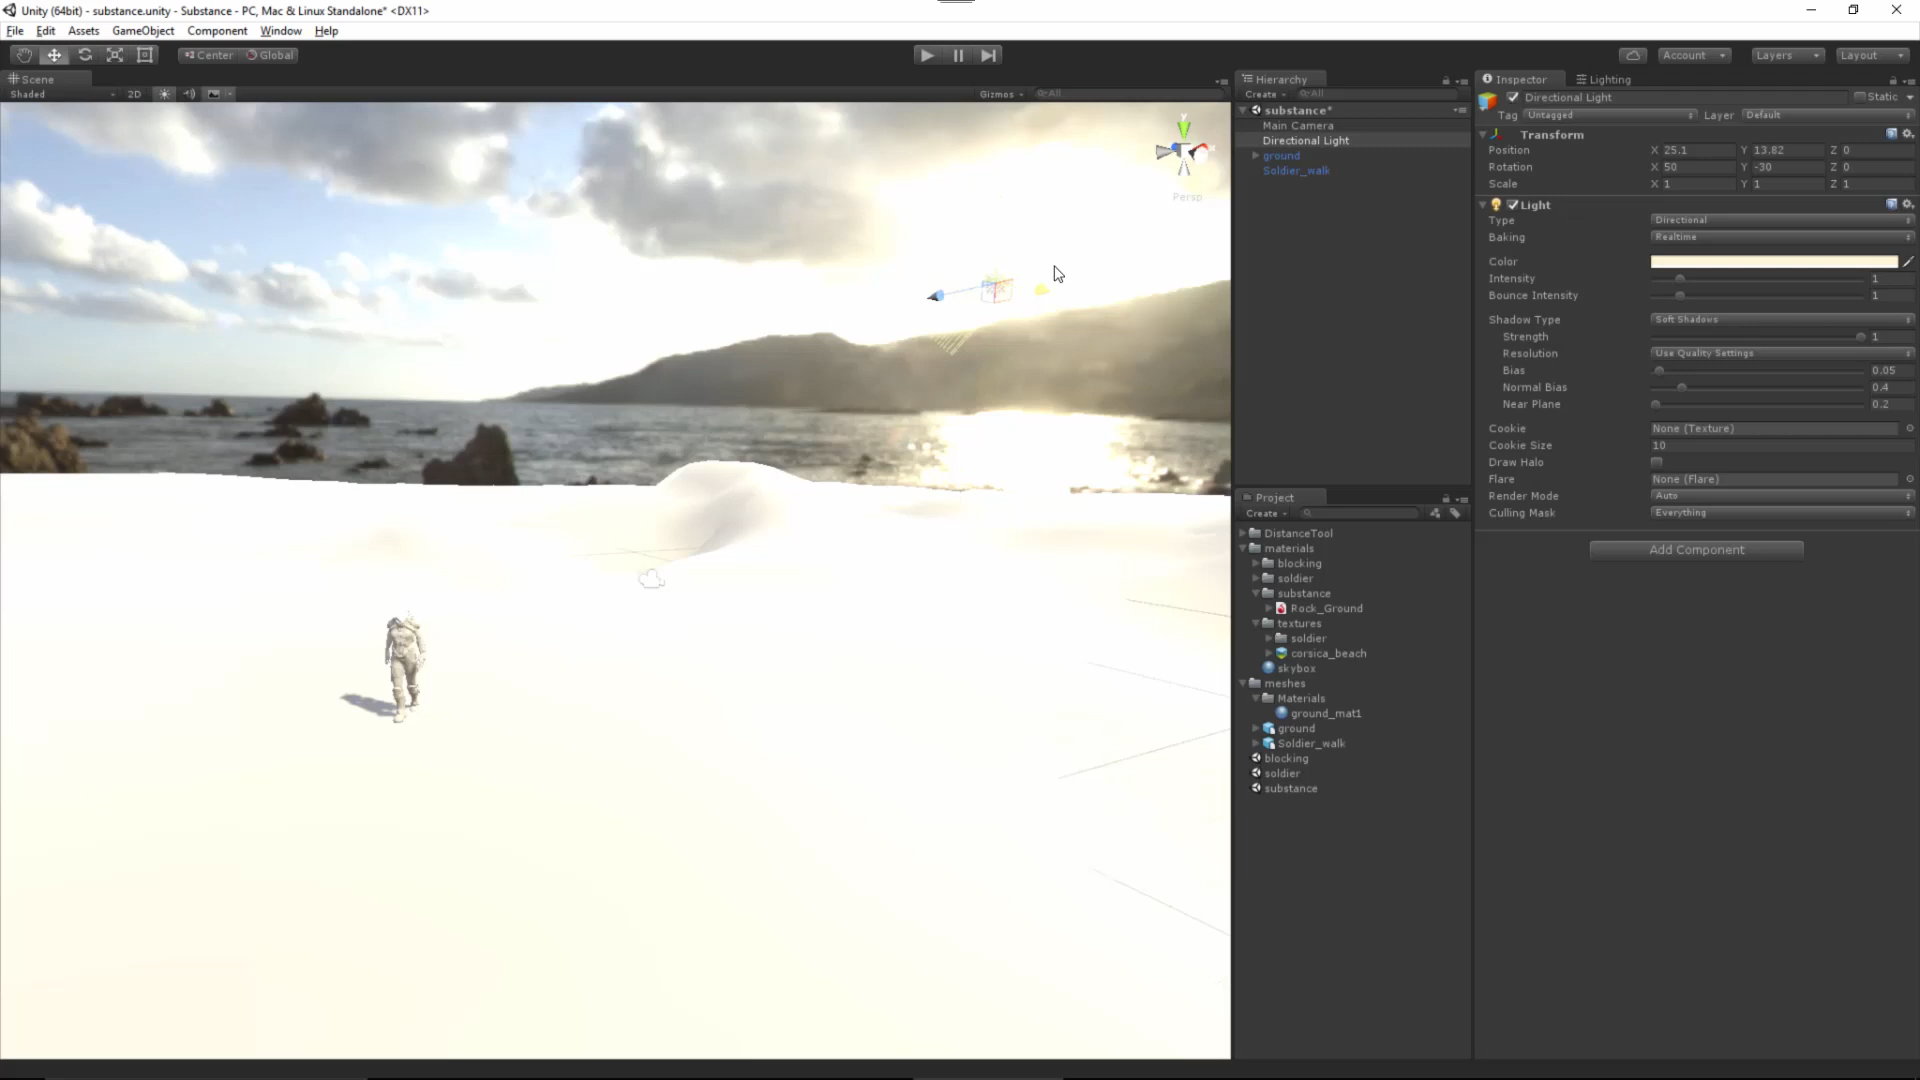 Unity (64bit) - substance.unity - Substance - PC, Mac & Linux Standalone* <DX11>
File Edit Assets GameObject Component Window Help
Center Global Account Layers Layout
Scene
Shaded 2D Gizmos All
y
x
Persp
Hierarchy
Create All
substance*
Main Camera
Directional Light
ground
Soldier_walk
Project
Create
DistanceTool
materials
blocking
soldier
substance
Rock_Ground
textures
soldier
corsica_beach
skybox
meshes
Materials
ground_mat1
ground
Soldier_walk
blocking
soldier
substance
Inspector Lighting
Directional Light Static
Tag Untagged Layer Default
Transform
Position X 25.1 Y 13.82 Z 0
Rotation X 50 Y -30 Z 0
Scale X 1 Y 1 Z 1
Light
Type Directional
Baking Realtime
Color
Intensity 1
Bounce Intensity 1
Shadow Type Soft Shadows
Strength 1
Resolution Use Quality Settings
Bias 0.05
Normal Bias 0.4
Near Plane 0.2
Cookie None (Texture)
Cookie Size 10
Draw Halo
Flare None (Flare)
Render Mode Auto
Culling Mask Everything
Add Component